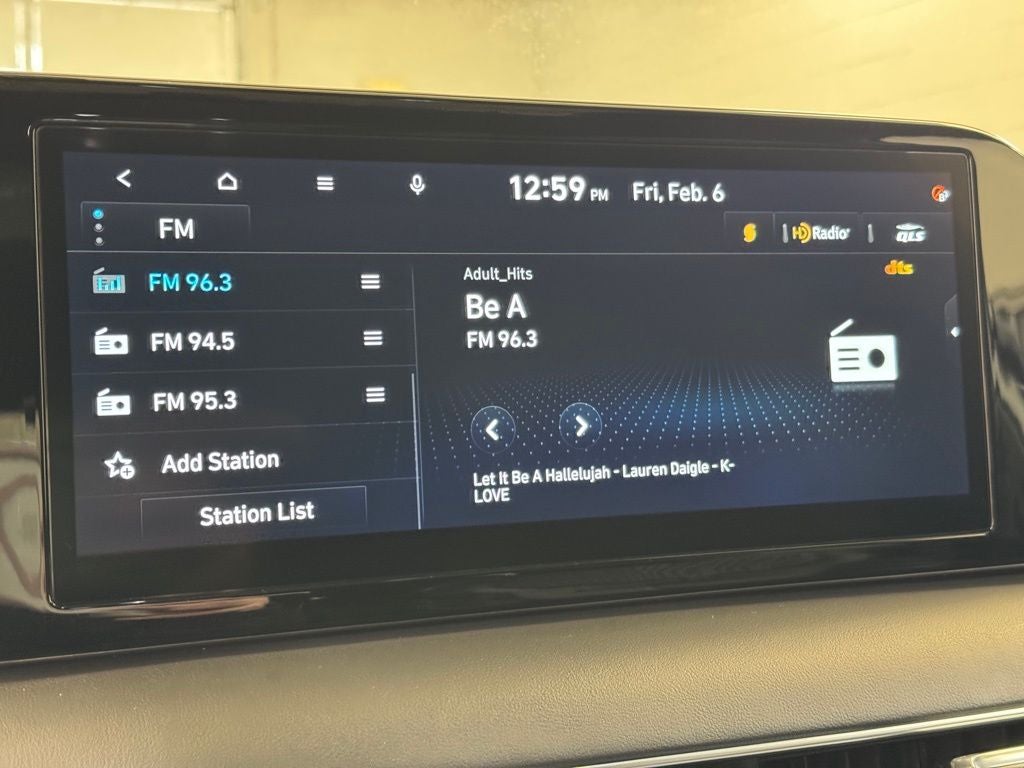 12:59 PM Fri, Feb. 6
FM
HD Radio
QLS
dts
FM 96.3
FM 94.5
FM 95.3
Add Station
Station List
Adult_Hits
Be A
FM 96.3
Let It Be A Hallelujah - Lauren Daigle - K-
LOVE